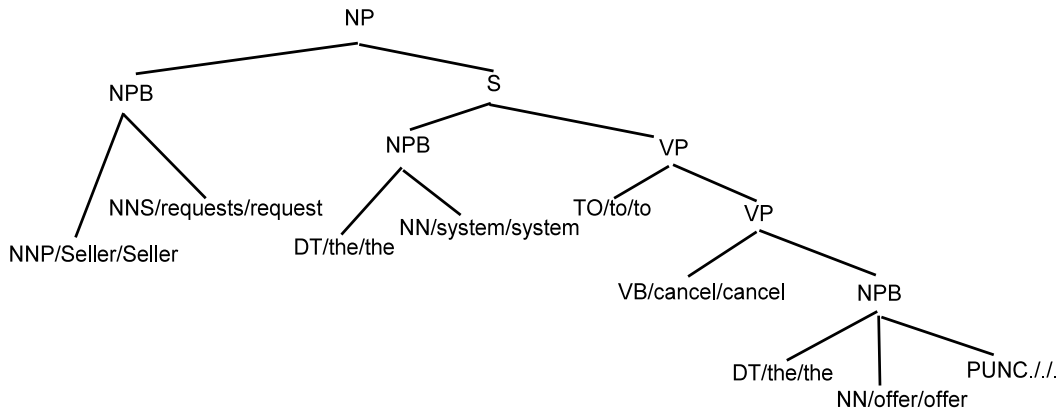 NP
NPB
S
NPB
VP
NNS/requests/request
NN/system/system
TO/to/to
VP
NNP/Seller/Seller
DT/the/the
VB/cancel/cancel
NPB
DT/the/the
PUNC./././
NN/offer/offer